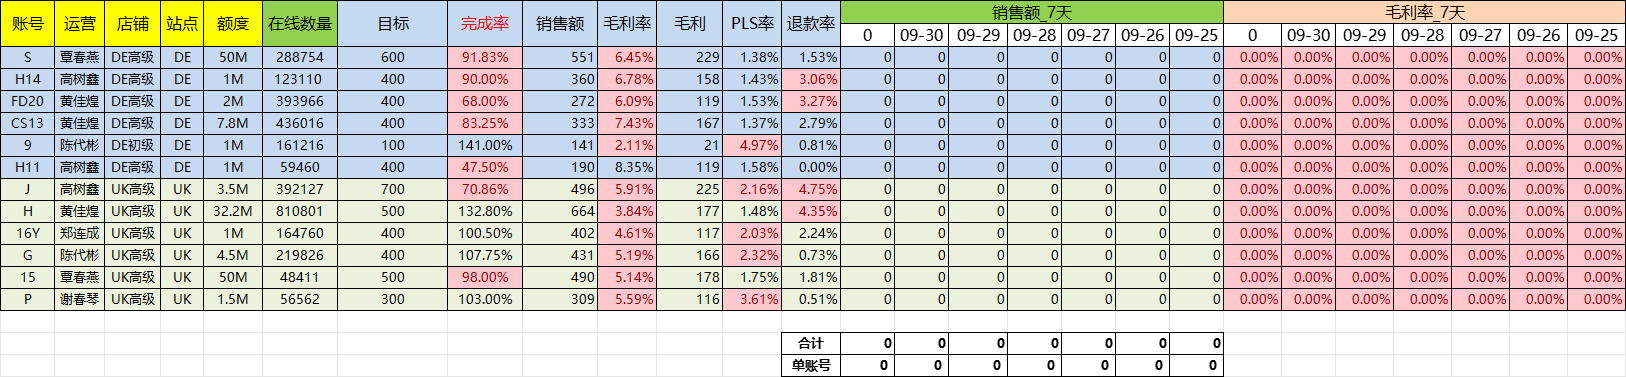 账号 运营 店铺 站点 额度 在线数量 目标 完成率 销售额 毛利率 毛利 PLS率 退款率 销售额_7天 毛利率_7天
0 09-30 09-29 09-28 09-27 09-26 09-25 0 09-30 09-29 09-28 09-27 09-26 09-25
S 覃春燕 DE高级 DE 50M 288754 600 91.83% 551 6.45% 229 1.38% 1.53% 0 0 0 0 0 0 0 0.00% 0.00% 0.00% 0.00% 0.00% 0.00% 0.00%
H14 高树鑫 DE高级 DE 1M 123110 400 90.00% 360 6.78% 158 1.43% 3.06% 0 0 0 0 0 0 0 0.00% 0.00% 0.00% 0.00% 0.00% 0.00% 0.00%
FD20 黄佳煌 DE高级 DE 2M 393966 400 68.00% 272 6.09% 119 1.53% 3.27% 0 0 0 0 0 0 0 0.00% 0.00% 0.00% 0.00% 0.00% 0.00% 0.00%
CS13 黄佳煌 DE高级 DE 7.8M 436016 400 83.25% 333 7.43% 167 1.37% 2.79% 0 0 0 0 0 0 0 0.00% 0.00% 0.00% 0.00% 0.00% 0.00% 0.00%
9 陈代彬 DE初级 DE 1M 161216 100 141.00% 141 2.11% 21 4.97% 0.81% 0 0 0 0 0 0 0 0.00% 0.00% 0.00% 0.00% 0.00% 0.00% 0.00%
H11 高树鑫 DE高级 DE 1M 59460 400 47.50% 190 8.35% 119 1.58% 0.00% 0 0 0 0 0 0 0 0.00% 0.00% 0.00% 0.00% 0.00% 0.00% 0.00%
J 高树鑫 UK高级 UK 3.5M 392127 700 70.86% 496 5.91% 225 2.16% 4.75% 0 0 0 0 0 0 0 0.00% 0.00% 0.00% 0.00% 0.00% 0.00% 0.00%
H 黄佳煌 UK高级 UK 32.2M 810801 500 132.80% 664 3.84% 177 1.48% 4.35% 0 0 0 0 0 0 0 0.00% 0.00% 0.00% 0.00% 0.00% 0.00% 0.00%
16Y 郑连成 UK高级 UK 1M 164760 400 100.50% 402 4.61% 117 2.03% 2.24% 0 0 0 0 0 0 0 0.00% 0.00% 0.00% 0.00% 0.00% 0.00% 0.00%
G 陈代彬 UK高级 UK 4.5M 219826 400 107.75% 431 5.19% 166 2.32% 0.73% 0 0 0 0 0 0 0 0.00% 0.00% 0.00% 0.00% 0.00% 0.00% 0.00%
15 覃春燕 UK高级 UK 50M 48411 500 98.00% 490 5.14% 178 1.75% 1.81% 0 0 0 0 0 0 0 0.00% 0.00% 0.00% 0.00% 0.00% 0.00% 0.00%
P 谢春琴 UK高级 UK 1.5M 56562 300 103.00% 309 5.59% 116 3.61% 0.51% 0 0 0 0 0 0 0 0.00% 0.00% 0.00% 0.00% 0.00% 0.00% 0.00%
合计 0 0 0 0 0 0 0
单账号 0 0 0 0 0 0 0